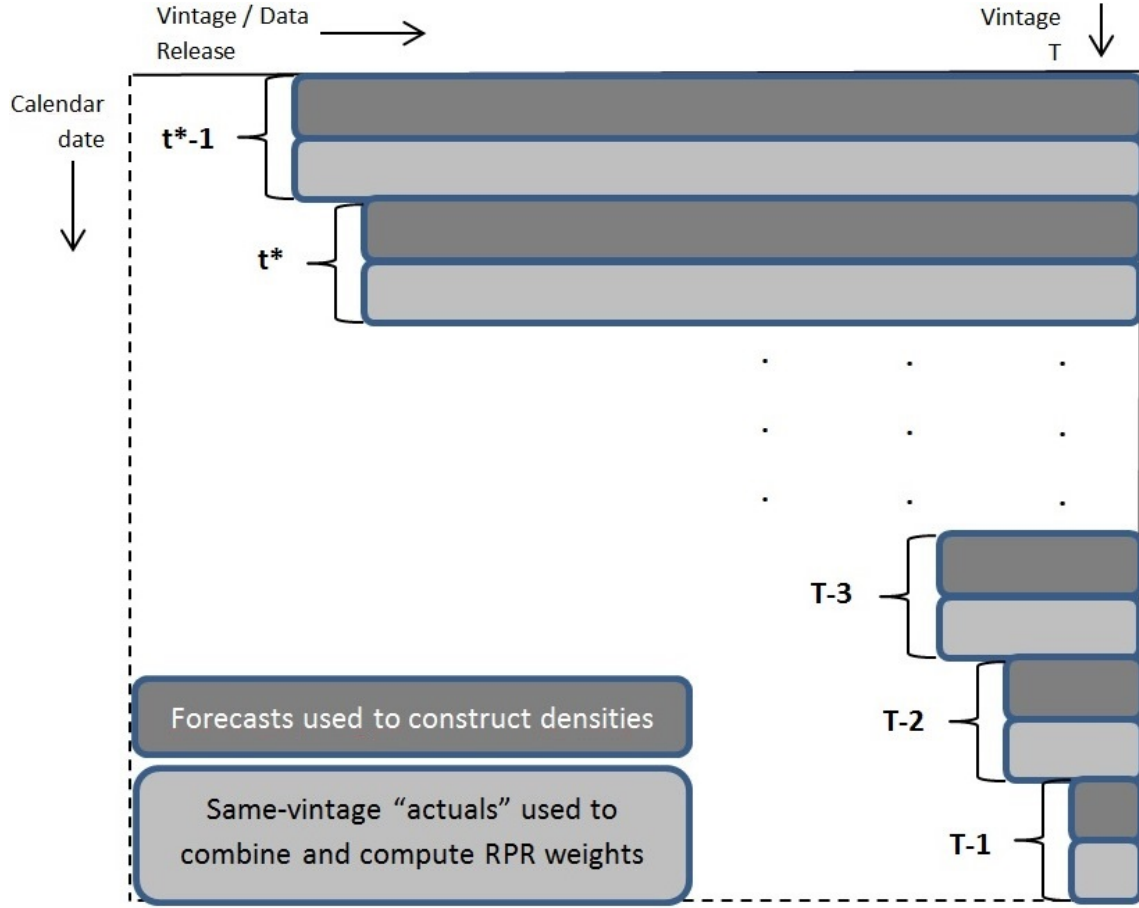 Vintage / Data
Release
Vintage
T
Calendar
date
t*-1
t*
T-3
T-2
T-1
Forecasts used to construct densities
Same-vintage “actuals” used to
combine and compute RPR weights